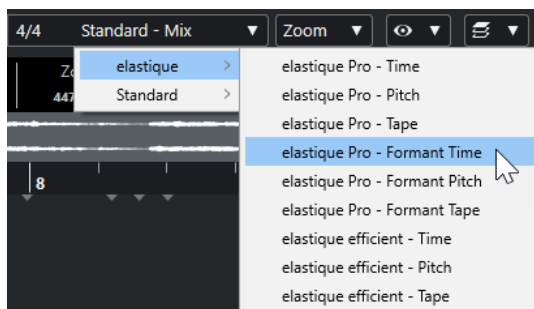 4/4 Standard - Mix Zoom
elastique
Standard
447
8
elastique Pro - Time
elastique Pro - Pitch
elastique Pro - Tape
elastique Pro - Formant Time
elastique Pro - Formant Pitch
elastique Pro - Formant Tape
elastique efficient - Time
elastique efficient - Pitch
elastique efficient - Tape